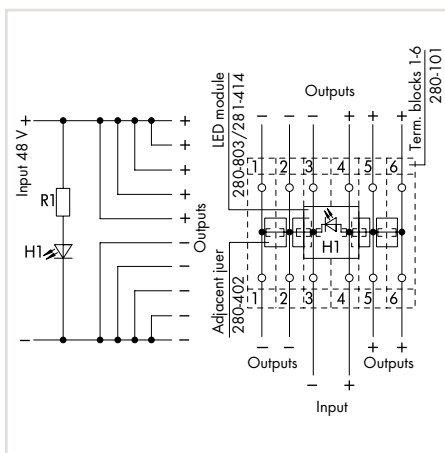 Input 48 V
+
R1
H1
−
+
+
+
+
+
Outputs
−
−
−
−
−
LED module
280-803 / 281-414
Term. blocks 1-6
280-101
Outputs
− − − + + +
1 2 3 4 5 6
H1
Adjacent juer
280-402
1 2 3 4 5 6
− − + +
Outputs Outputs
− +
Input